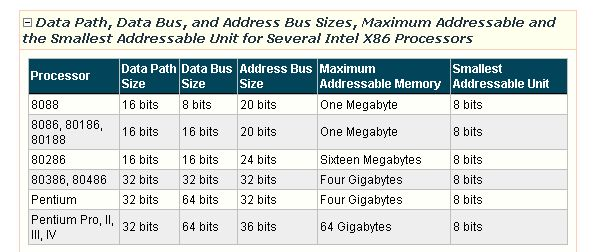 Data Path, Data Bus, and Address Bus Sizes, Maximum Addressable and
the Smallest Addressable Unit for Several Intel X86 Processors
Processor Data Path Size Data Bus Size Address Bus Size Maximum Addressable Memory Smallest Addressable Unit
8088 16 bits 8 bits 20 bits One Megabyte 8 bits
8086, 80186, 80188 16 bits 16 bits 20 bits One Megabyte 8 bits
80286 16 bits 16 bits 24 bits Sixteen Megabytes 8 bits
80386, 80486 32 bits 32 bits 32 bits Four Gigabytes 8 bits
Pentium 32 bits 64 bits 32 bits Four Gigabytes 8 bits
Pentium Pro, II, III, IV 32 bits 64 bits 36 bits 64 Gigabytes 8 bits